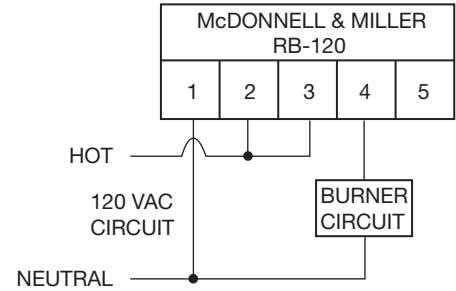 McDONNELL & MILLER
RB-120
1 2 3 4 5
HOT
120 VAC
CIRCUIT
BURNER
CIRCUIT
NEUTRAL